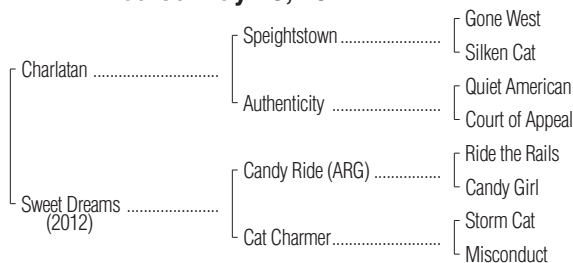 Gone West
Speightstown
Silken Cat
Charlatan
Quiet American
Authenticity
Court of Appeal
Ride the Rails
Candy Ride (ARG)
Candy Girl
Sweet Dreams
(2012)
Storm Cat
Cat Charmer
Misconduct